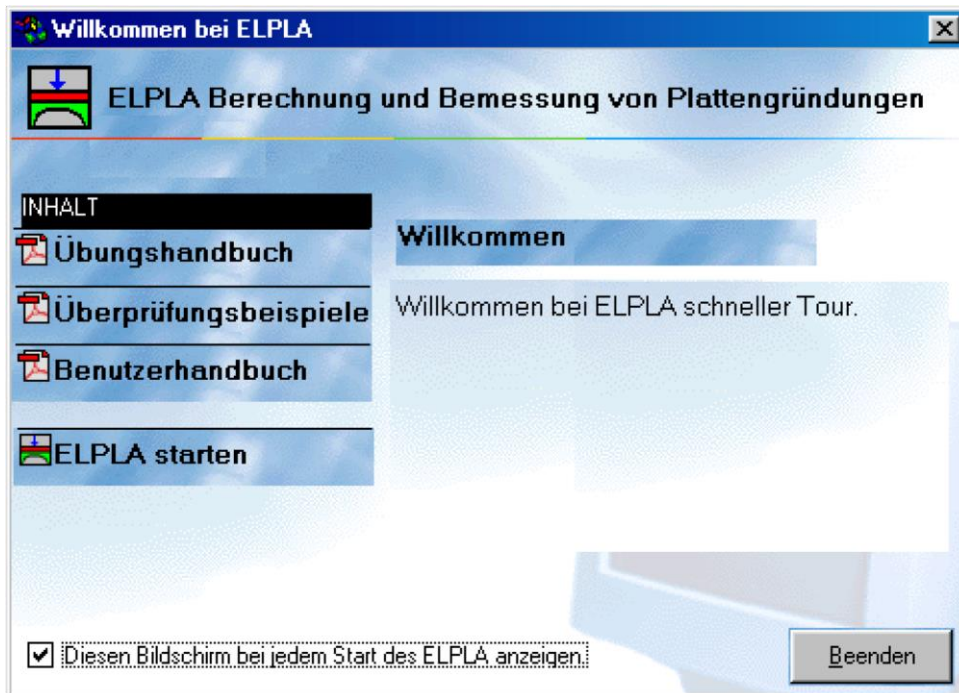 Willkommen bei ELPLA
ELPLA Berechnung und Bemessung von Plattengründungen
INHALT
Übungshandbuch
Überprüfungsbeispiele
Benutzerhandbuch
ELPLA starten
Willkommen
Willkommen bei ELPLA schneller Tour.
Diesen Bildschirm bei jedem Start des ELPLA anzeigen.
Beenden